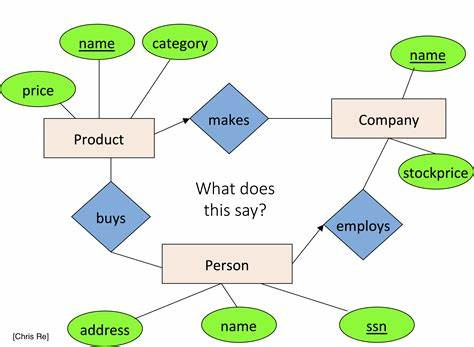 name
category
name
price
makes
Company
Product
stockprice
What does
this say?
buys
employs
Person
address
name
ssn
[Chris Re]